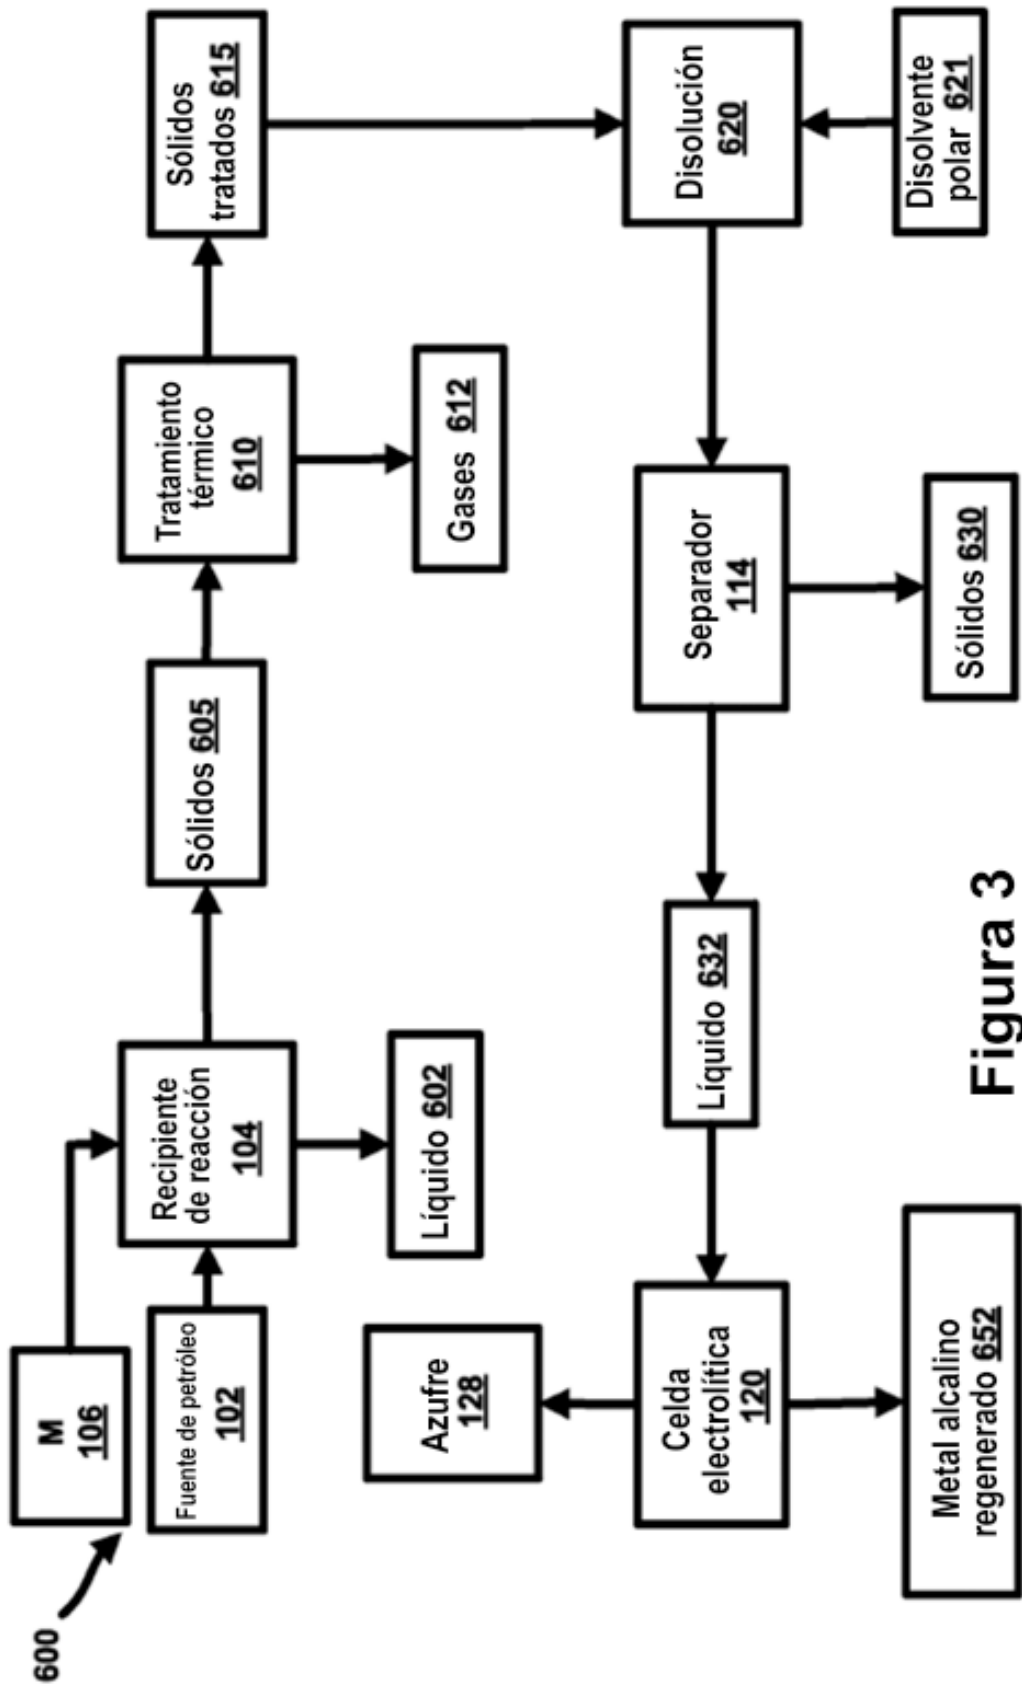 600
M
106
Fuente de petróleo
102
Recipiente
de reacción
104
Líquido 602
Sólidos 605
Tratamiento
térmico
610
Gases 612
Sólidos
tratados 615
Disolución
620
Disolvente
polar 621
Separador
114
Sólidos 630
Líquido 632
Celda
electrolítica
120
Azufre
128
Metal alcalino
regenerado 652
Figura 3